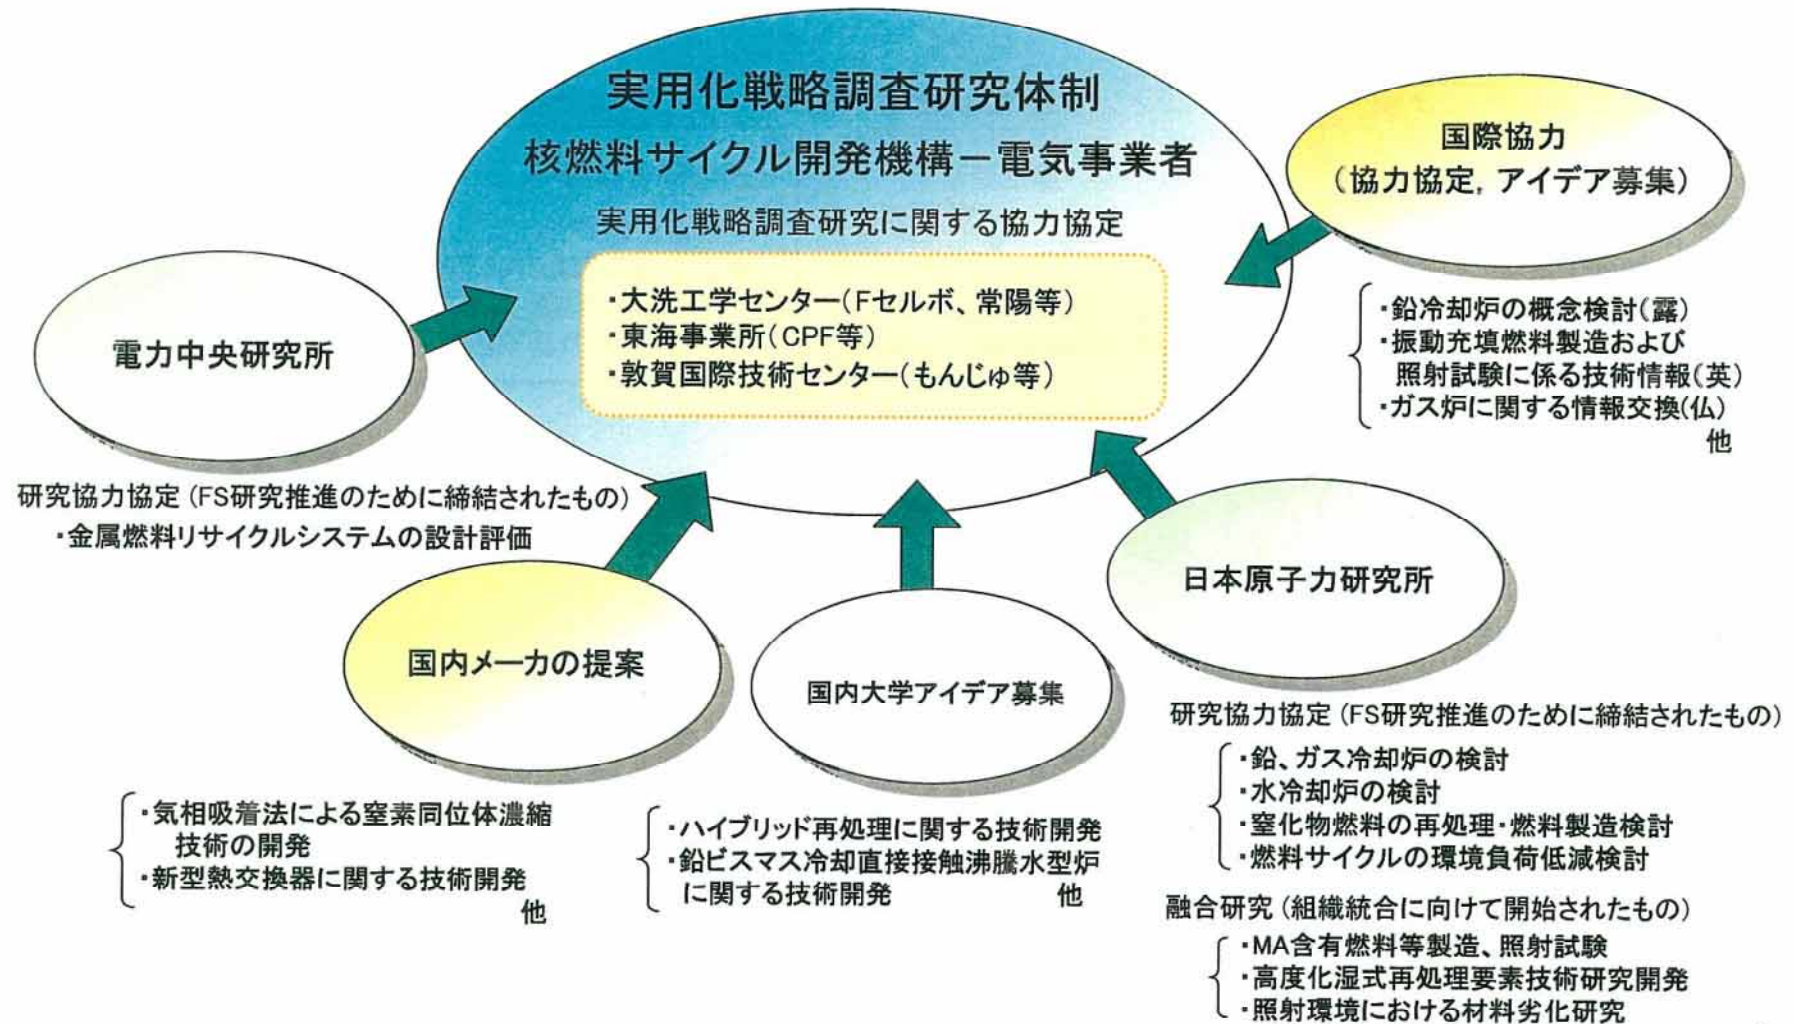 実用化戦略調査研究体制
核燃料サイクル開発機構－電気事業者
実用化戦略調査研究に関する協力協定
・大洗工学センター(Fセルボ、常陽等)
・東海事業所(CPF等)
・敦賀国際技術センター(もんじゅ等)
国際協力
(協力協定, アイデア募集)
・鉛冷却炉の概念検討(露)
・振動充填燃料製造および
照射試験に係る技術情報(英)
・ガス炉に関する情報交換(仏)
他
電力中央研究所
研究協力協定 (FS研究推進のために締結されたもの)
・金属燃料リサイクルシステムの設計評価
国内メーカの提案
・気相吸着法による窒素同位体濃縮
技術の開発
・新型熱交換器に関する技術開発
他
国内大学アイデア募集
・ハイブリッド再処理に関する技術開発
・鉛ビスマス冷却直接接触沸騰水型炉
に関する技術開発 他
日本原子力研究所
研究協力協定 (FS研究推進のために締結されたもの)
・鉛、ガス冷却炉の検討
・水冷却炉の検討
・窒化物燃料の再処理・燃料製造検討
・燃料サイクルの環境負荷低減検討
融合研究 (組織統合に向けて開始されたもの)
・MA含有燃料等製造、照射試験
・高度化湿式再処理要素技術研究開発
・照射環境における材料劣化研究